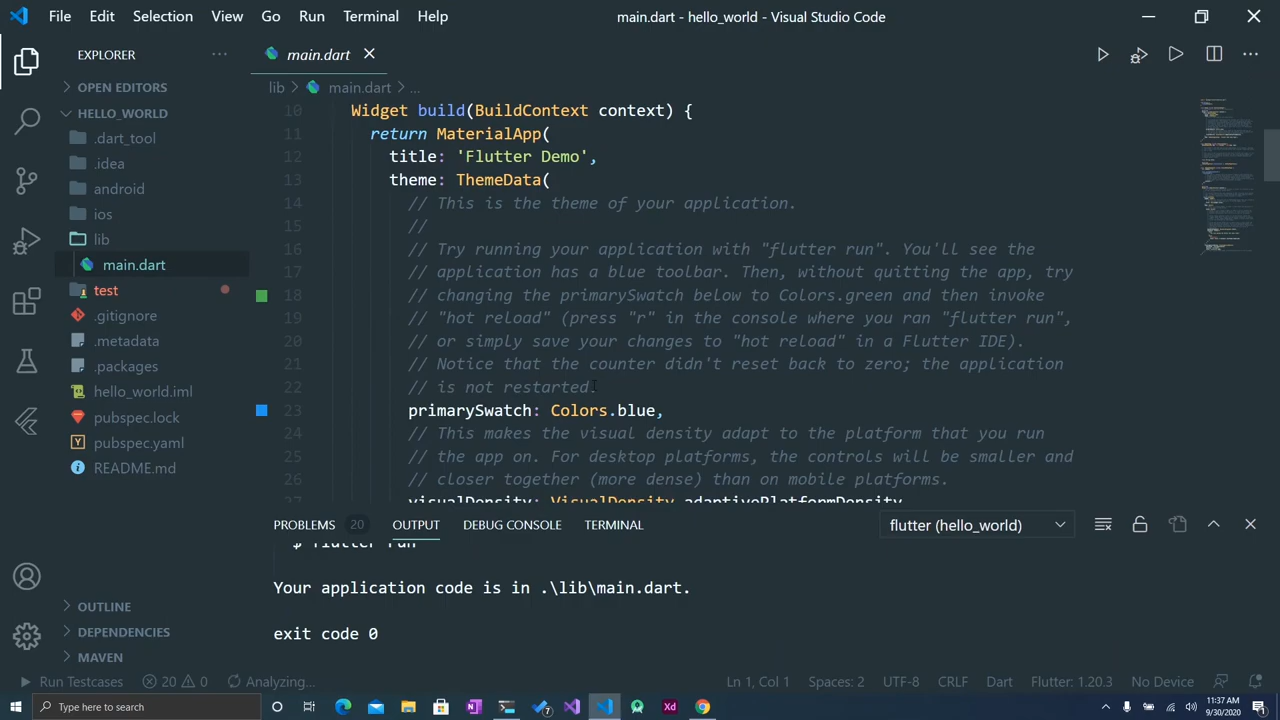 File Edit Selection View Go Run Terminal Help
main.dart - hello_world - Visual Studio Code
EXPLORER
OPEN EDITORS
HELLO_WORLD
.dart_tool
.idea
android
ios
lib
main.dart
test
.gitignore
.metadata
.packages
hello_world.iml
pubspec.lock
pubspec.yaml
README.md
OUTLINE
DEPENDENCIES
MAVEN
main.dart
lib > main.dart > ...
10 Widget build(BuildContext context) {
11 return MaterialApp(
12 title: 'Flutter Demo',
13 theme: ThemeData(
14 // This is the theme of your application.
15 //
16 // Try running your application with "flutter run". You'll see the
17 // application has a blue toolbar. Then, without quitting the app, try
18 // changing the primarySwatch below to Colors.green and then invoke
19 // "hot reload" (press "r" in the console where you ran "flutter run",
20 // or simply save your changes to "hot reload" in a Flutter IDE).
21 // Notice that the counter didn't reset back to zero; the application
22 // is not restarted.
23 primarySwatch: Colors.blue,
24 // This makes the visual density adapt to the platform that you run
25 // the app on. For desktop platforms, the controls will be smaller and
26 // closer together (more dense) than on mobile platforms.
27 visualDensity: VisualDensity.adaptivePlatformDensity,
PROBLEMS 20 OUTPUT DEBUG CONSOLE TERMINAL
flutter (hello_world)
$ flutter run
Your application code is in .\lib\main.dart.
exit code 0
Run Testcases 20 0 Analyzing...
Ln 1, Col 1 Spaces: 2 UTF-8 CRLF Dart Flutter: 1.20.3 No Device
Type here to search
7
Xd
11:37 AM
9/30/2020
1